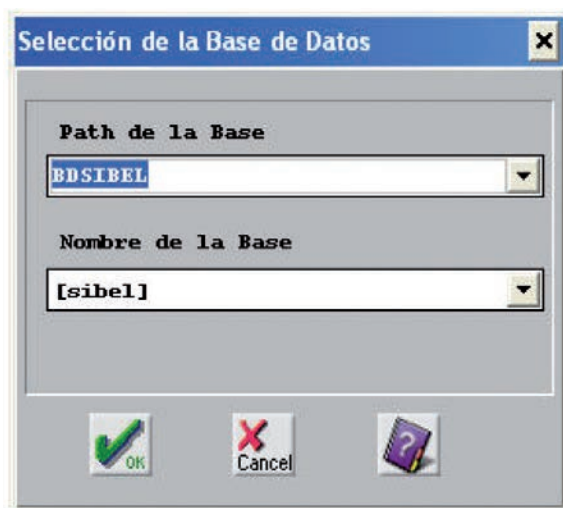 Selección de la Base de Datos
Path de la Base
BDSIBEL
Nombre de la Base
[sibel]
OK
Cancel
?